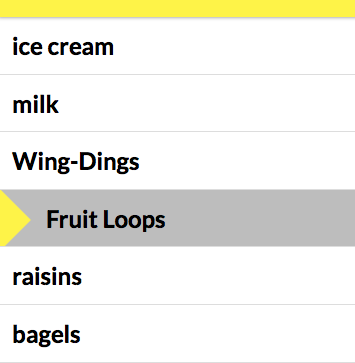 ice cream
milk
Wing-Dings
Fruit Loops
raisins
bagels